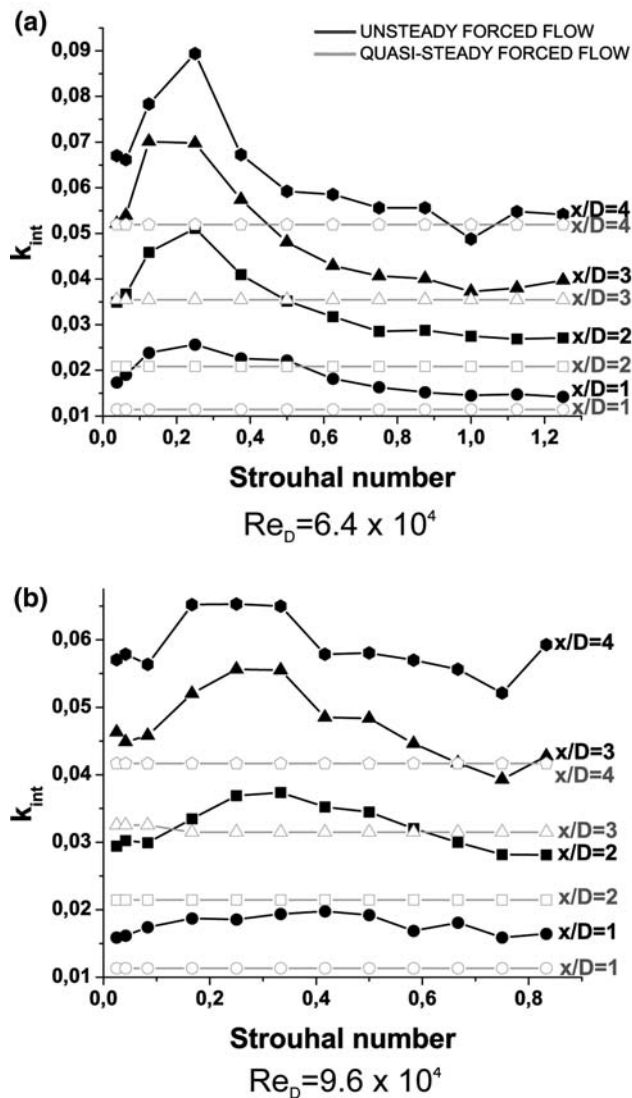 (a)
UNSTEADY FORCED FLOW
QUASI-STEADY FORCED FLOW
0,09
0,08
0,07
0,06
0,05
0,04
0,03
0,02
0,01
k_int
x/D=4
x/D=4
x/D=3
x/D=3
x/D=2
x/D=2
x/D=1
x/D=1
0,0 0,2 0,4 0,6 0,8 1,0 1,2
Strouhal number
Re_D=6.4 x 10⁴
(b)
0,06
0,05
0,04
0,03
0,02
0,01
k_int
x/D=4
x/D=3
x/D=4
x/D=3
x/D=2
x/D=2
x/D=1
x/D=1
0,0 0,2 0,4 0,6 0,8
Strouhal number
Re_D=9.6 x 10⁴